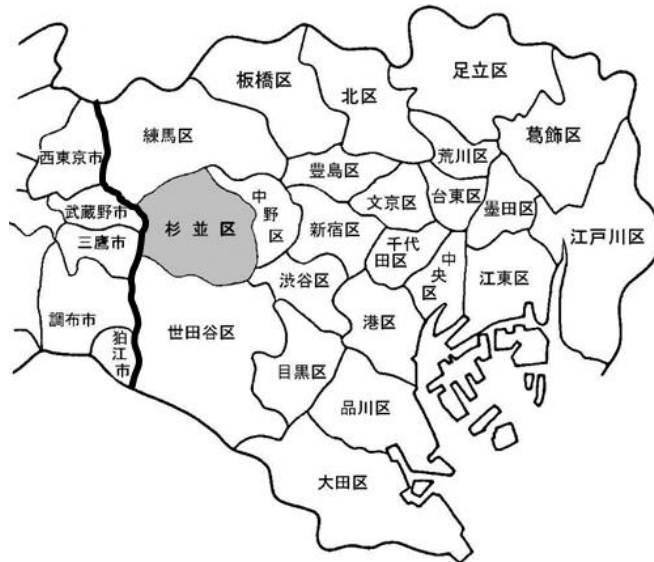 板橋区
北区
足立区
葛飾区
練馬区
西東京市
荒川区
豊島区
文京区
台東区
墨田区
中野区
武蔵野市
杉並区
新宿区
江戸川区
三鷹市
千代
田区
中央区
江東区
渋谷区
港区
調布市
狛江市
世田谷区
目黒区
品川区
大田区